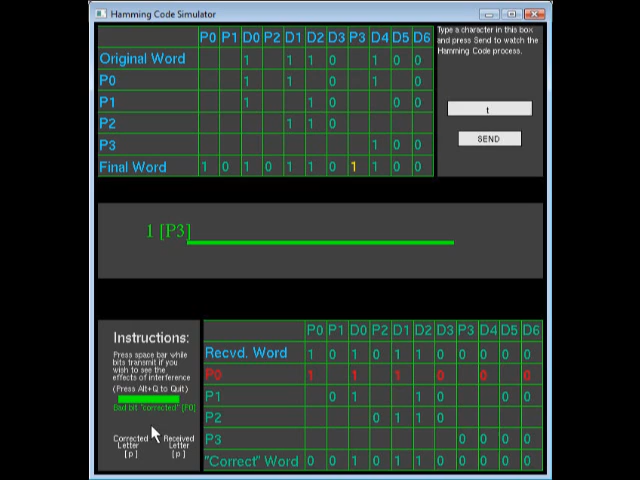 Hamming Code Simulator
P0 P1 D0 P2 D1 D2 D3 P3 D4 D5 D6
Original Word 1 1 1 0 1 0 0
P0 1 1 0 1 0
P1 1 1 0 0 0
P2 1 1 0
P3 1 0 0
Final Word 1 0 1 0 1 1 0 1 1 0 0
Type a character in this box
and press Send to watch the
Hamming Code process.
t
SEND
1 [P3]
Instructions:
Press space bar while
bits transmit if you
wish to see the
effects of interference
(Press Alt+Q to Quit)
Bad bit "corrected" [P0]
Corrected Received
Letter Letter
[p] [p]
P0 P1 D0 P2 D1 D2 D3 P3 D4 D5 D6
Recvd. Word 1 0 1 0 1 1 0 0 0 0 0
P0 1 1 1 0 0 0
P1 0 1 1 0 0 0
P2 0 1 1 0
P3 0 0 0 0
"Correct" Word 0 0 1 0 1 1 0 0 0 0 0